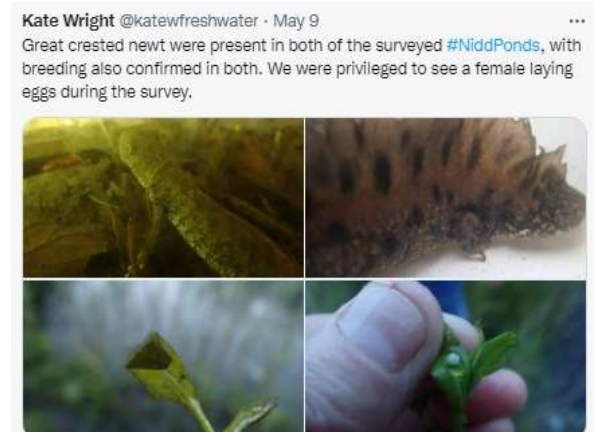 Kate Wright @katewfreshwater · May 9
Great crested newt were present in both of the surveyed #NiddPonds, with
breeding also confirmed in both. We were privileged to see a female laying
eggs during the survey.